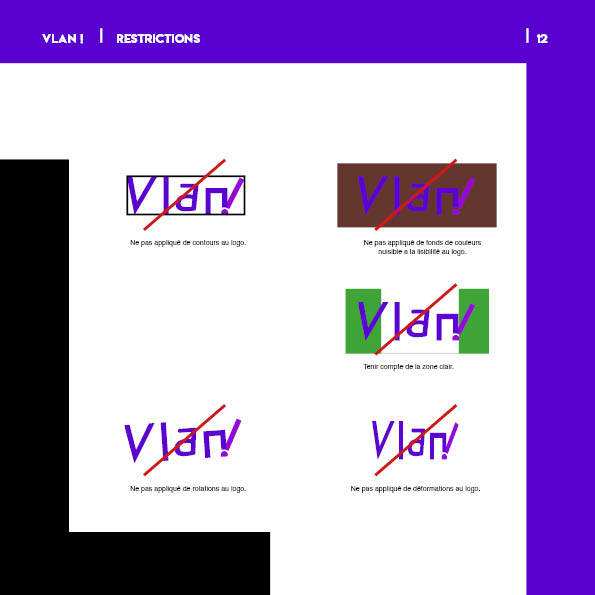 VLAN ! | RESTRICTIONS | 12
Vlan!
Vlan!
Ne pas appliqué de contours au logo.
Ne pas appliqué de fonds de couleurs
nuisible a la lisibilité au logo.
Vlan!
Tenir compte de la zone clair.
Vlan!
Vlan!
Ne pas appliqué de rotations au logo.
Ne pas appliqué de déformations au logo.